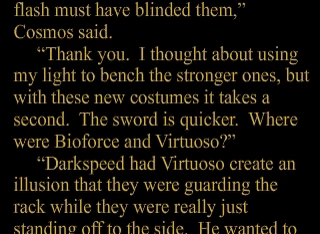 flash must have blinded them,”
Cosmos said.
“Thank you.  I thought about using
my light to bench the stronger ones, but
with these new costumes it takes a
second.  The sword is quicker.  Where
were Bioforce and Virtuoso?”
“Darkspeed had Virtuoso create an
illusion that they were guarding the
rack while they were really just
standing off to the side.  He wanted to